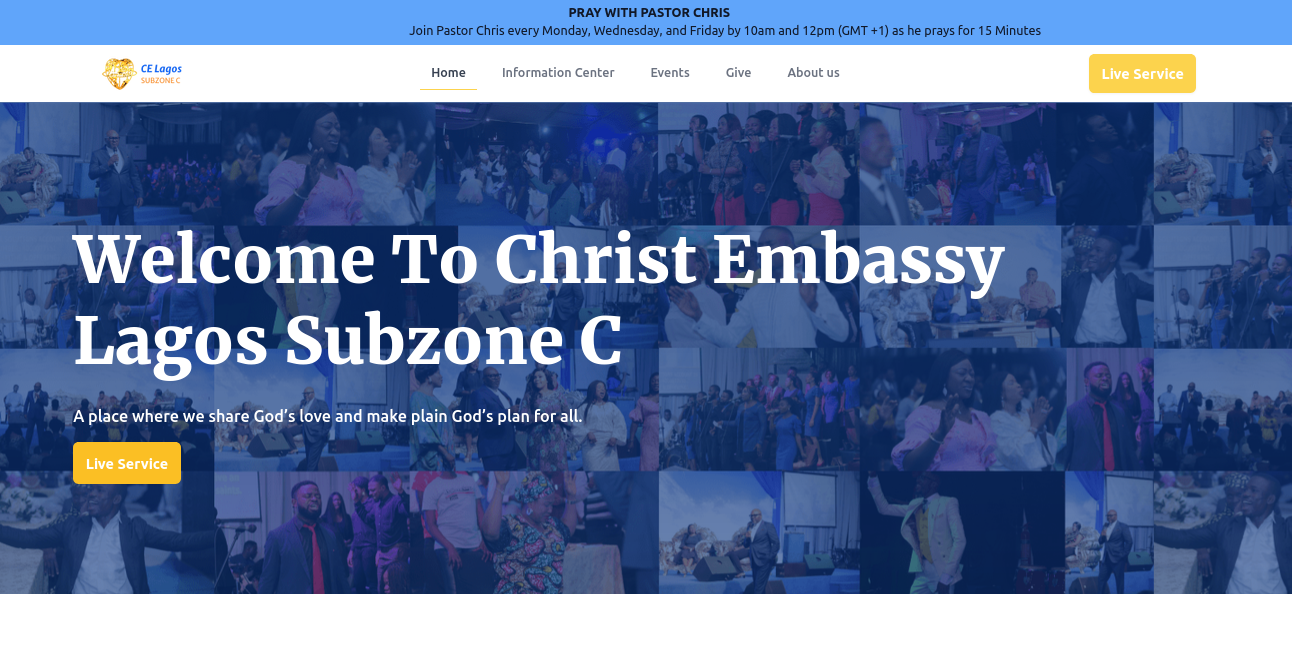 PRAY WITH PASTOR CHRIS
Join Pastor Chris every Monday, Wednesday, and Friday by 10am and 12pm (GMT +1) as he prays for 15 Minutes
CE Lagos
SUBZONE C
Home
Information Center
Events
Give
About us
Live Service
Welcome To Christ Embassy
Lagos Subzone C
A place where we share God’s love and make plain God’s plan for all.
Live Service